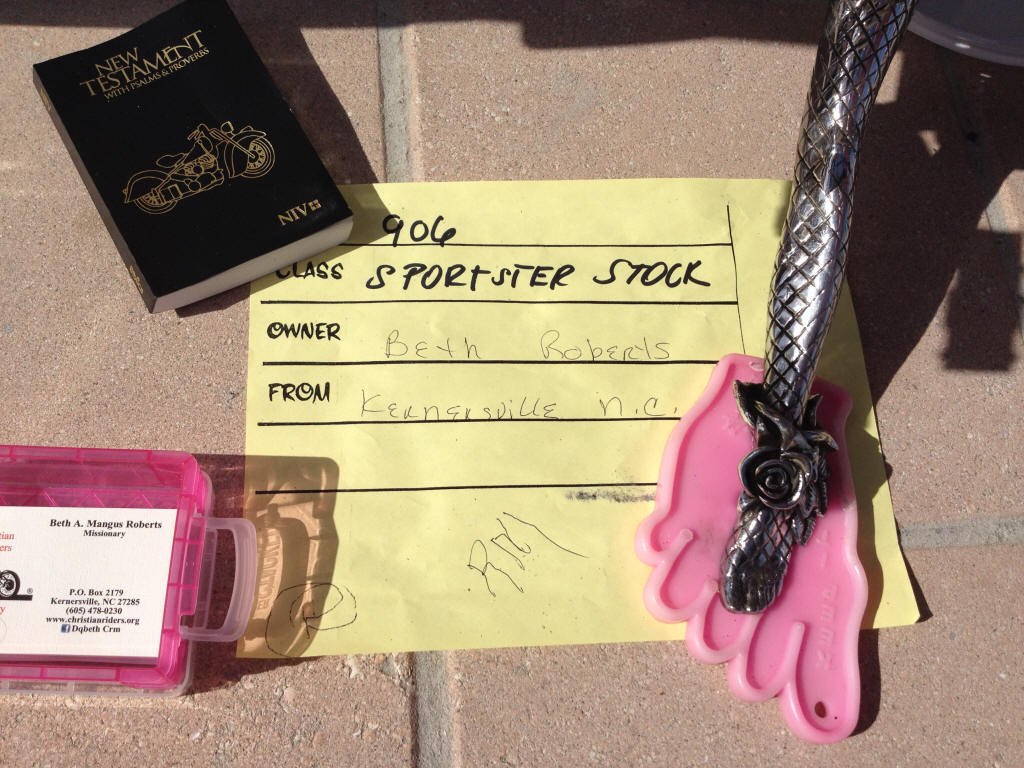 NEW
TESTAMENT
WITH PSALMS & PROVERBS
NIV
906
CLASS SPORTSTER STOCK
OWNER Beth Roberts
FROM Kernersville N.C.
Beth A. Mangus Roberts
Missionary
P.O. Box 2179
Kernersville, NC 27285
(605) 478-0230
www.christianriders.org
Dqbeth Crm
R